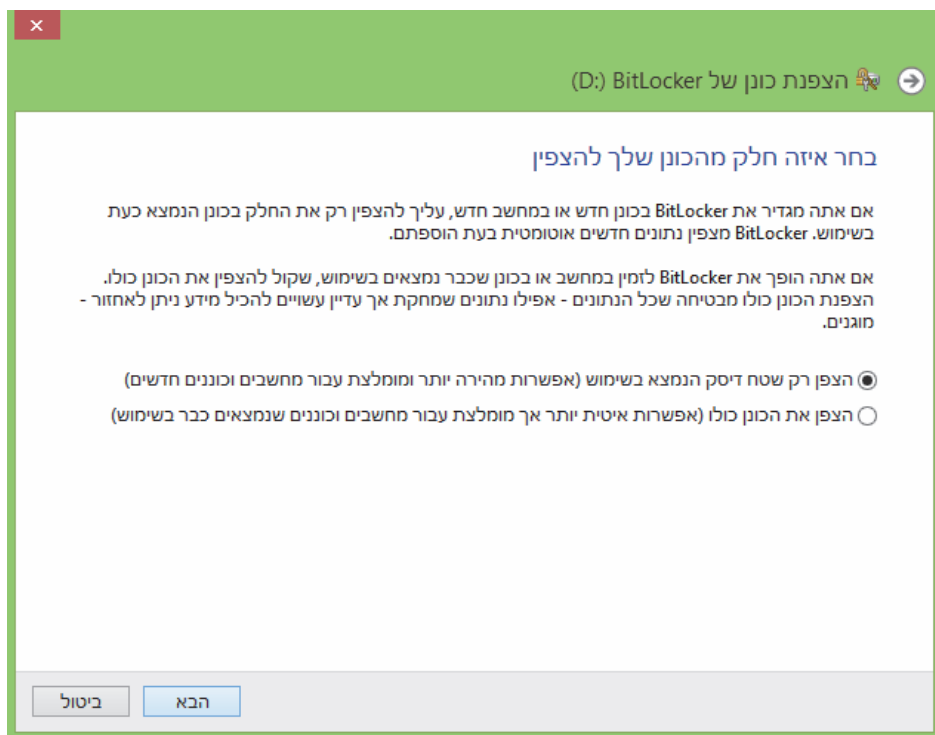 הצפנת כונן של BitLocker (D:)
בחר איזה חלק מהכונן שלך להצפין
אם אתה מגדיר את BitLocker בכונן חדש או במחשב חדש, עליך להצפין רק את החלק בכונן הנמצא כעת
בשימוש. BitLocker מצפין נתונים חדשים אוטומטית בעת הוספתם.
אם אתה הופך את BitLocker לזמין במחשב או בכונן שכבר נמצאים בשימוש, שקול להצפין את הכונן כולו.
הצפנת הכונן כולו מבטיחה שכל הנתונים - אפילו נתונים שמחקת אך עדיין עשויים להכיל מידע ניתן לאחזור -
מוגנים.
הצפן רק שטח דיסק הנמצא בשימוש (אפשרות מהירה יותר ומומלצת עבור מחשבים וכוננים חדשים)
הצפן את הכונן כולו (אפשרות איטית יותר אך מומלצת עבור מחשבים וכוננים שנמצאים כבר בשימוש)
הבא
ביטול